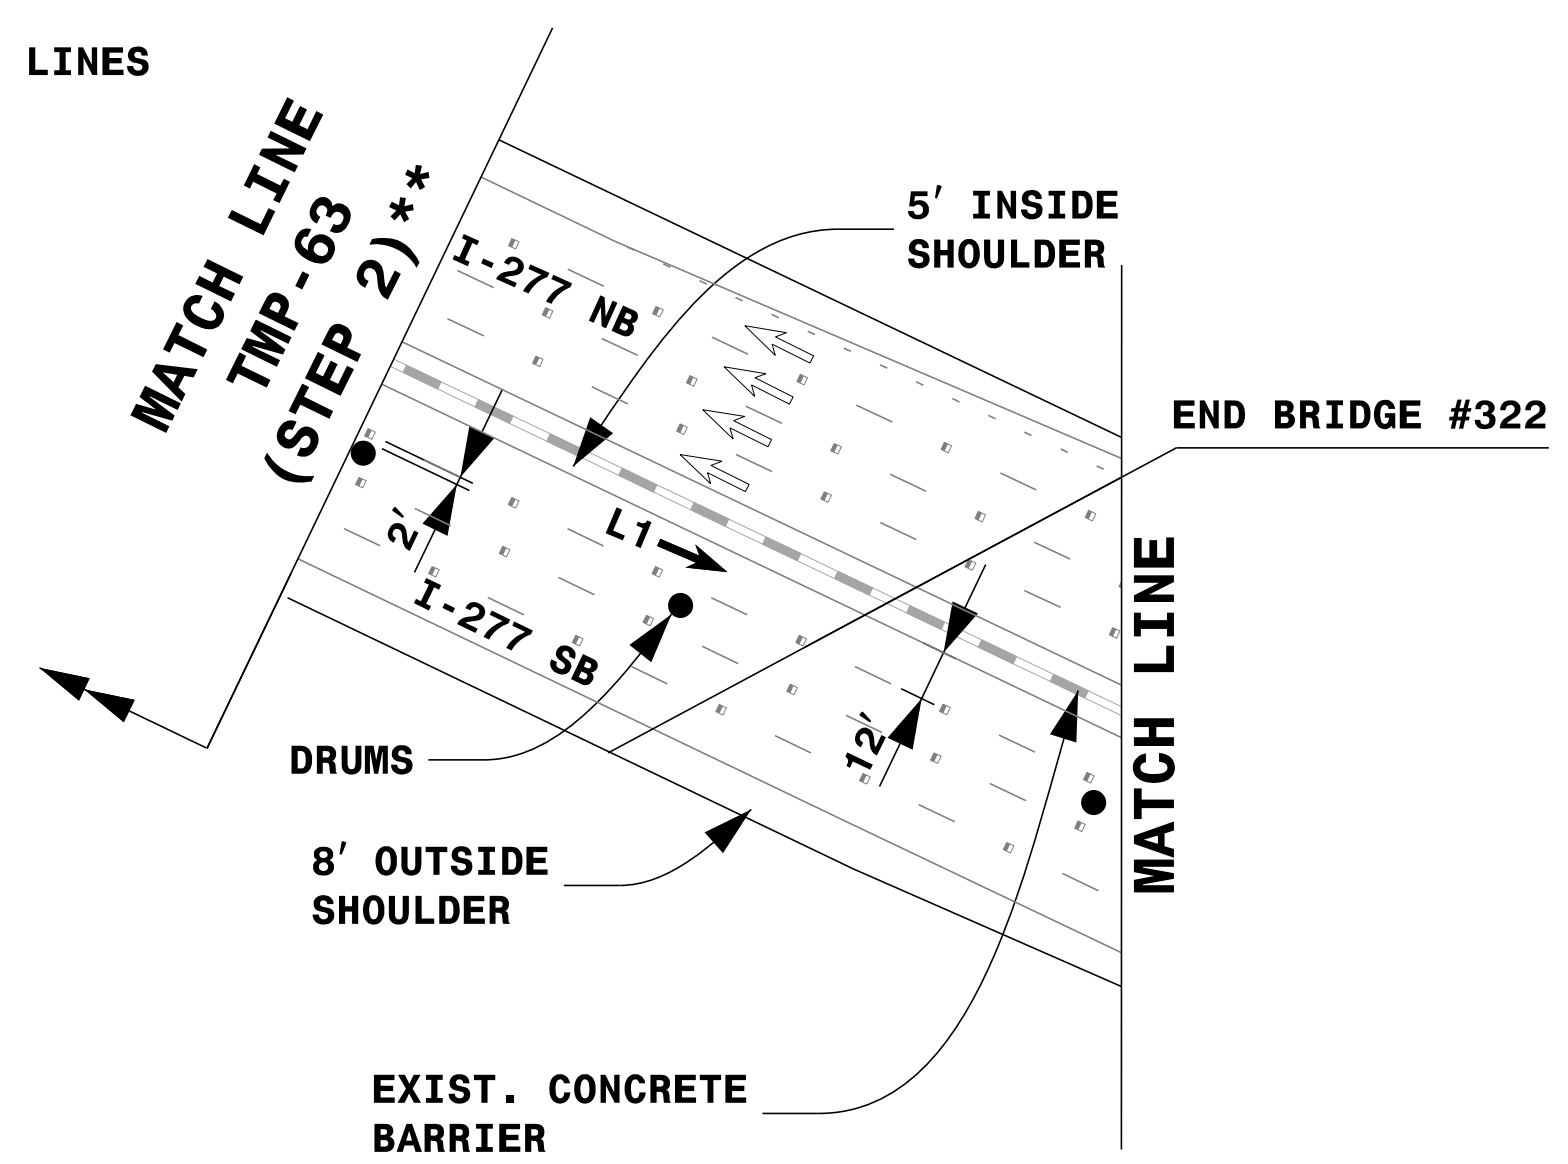 LINES
MATCH LINE
TMP-63
(STEP 2)**
5' INSIDE
SHOULDER
I-277 NB
END BRIDGE #322
2'
L1
I-277 SB
MATCH LINE
12'
DRUMS
8' OUTSIDE
SHOULDER
EXIST. CONCRETE
BARRIER